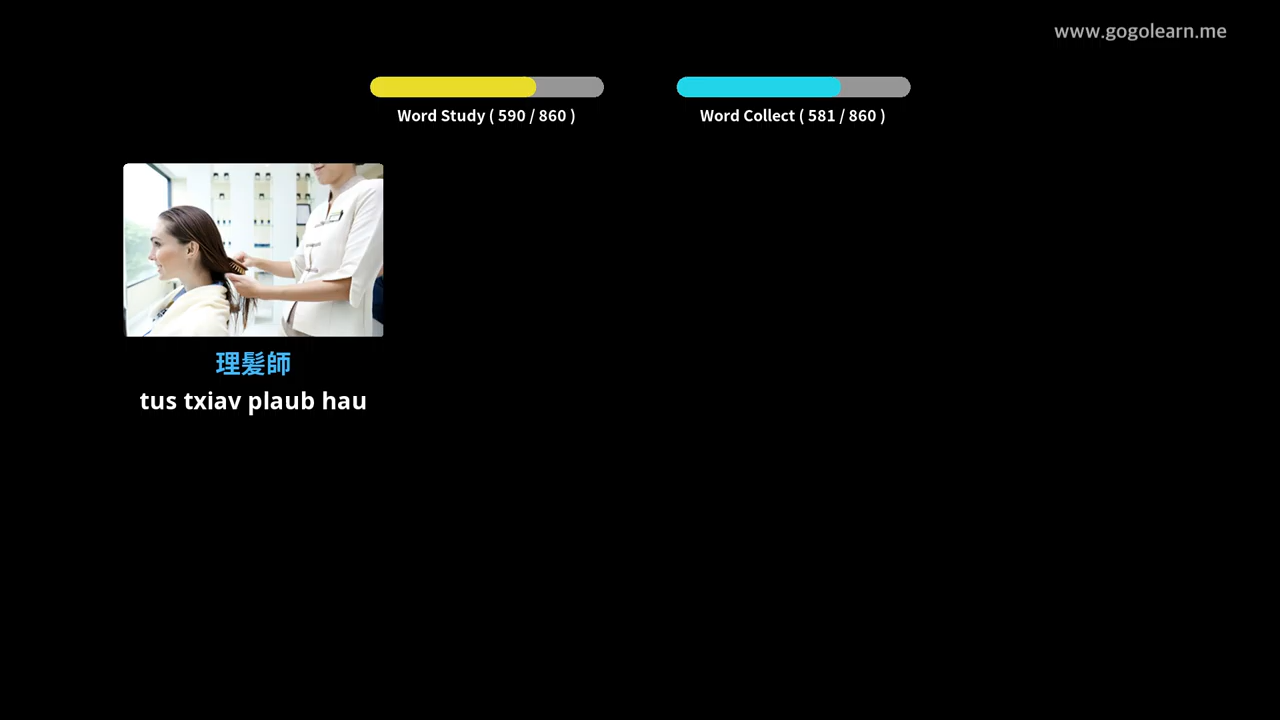 www.gogolearn.me
Word Study ( 590 / 860 )
Word Collect ( 581 / 860 )
理髮師
tus txiav plaub hau